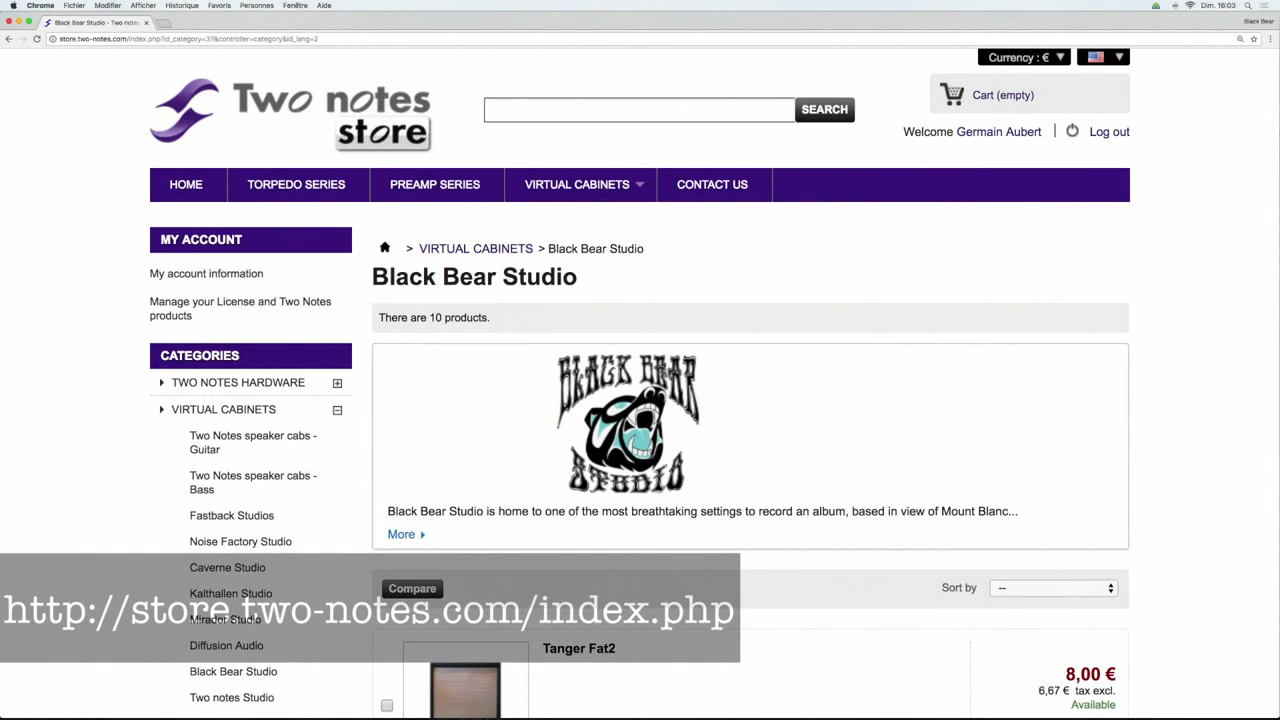 Chrome Fichier Modifier Afficher Historique Favoris Personnes Fenêtre Aide
Dim. 16:03
Black Bear Studio - Two notes
Black Bear
store.two-notes.com/index.php?id_category=37&controller=category&id_lang=2
Currency : €
Two notes
store
SEARCH
Cart (empty)
Welcome Germain Aubert
Log out
HOME
TORPEDO SERIES
PREAMP SERIES
VIRTUAL CABINETS
CONTACT US
MY ACCOUNT
My account information
Manage your License and Two Notes
products
CATEGORIES
TWO NOTES HARDWARE
VIRTUAL CABINETS
Two Notes speaker cabs -
Guitar
Two Notes speaker cabs -
Bass
Fastback Studios
Noise Factory Studio
Caverne Studio
Kalthallen Studio
Mirador Studio
Diffusion Audio
Black Bear Studio
Two notes Studio
> VIRTUAL CABINETS > Black Bear Studio
Black Bear Studio
There are 10 products.
BLACK BEAR
STUDIO
Black Bear Studio is home to one of the most breathtaking settings to record an album, based in view of Mount Blanc...
More
Compare
Sort by
--
http://store.two-notes.com/index.php
Tanger Fat2
8,00 €
6,67 € tax excl.
Available